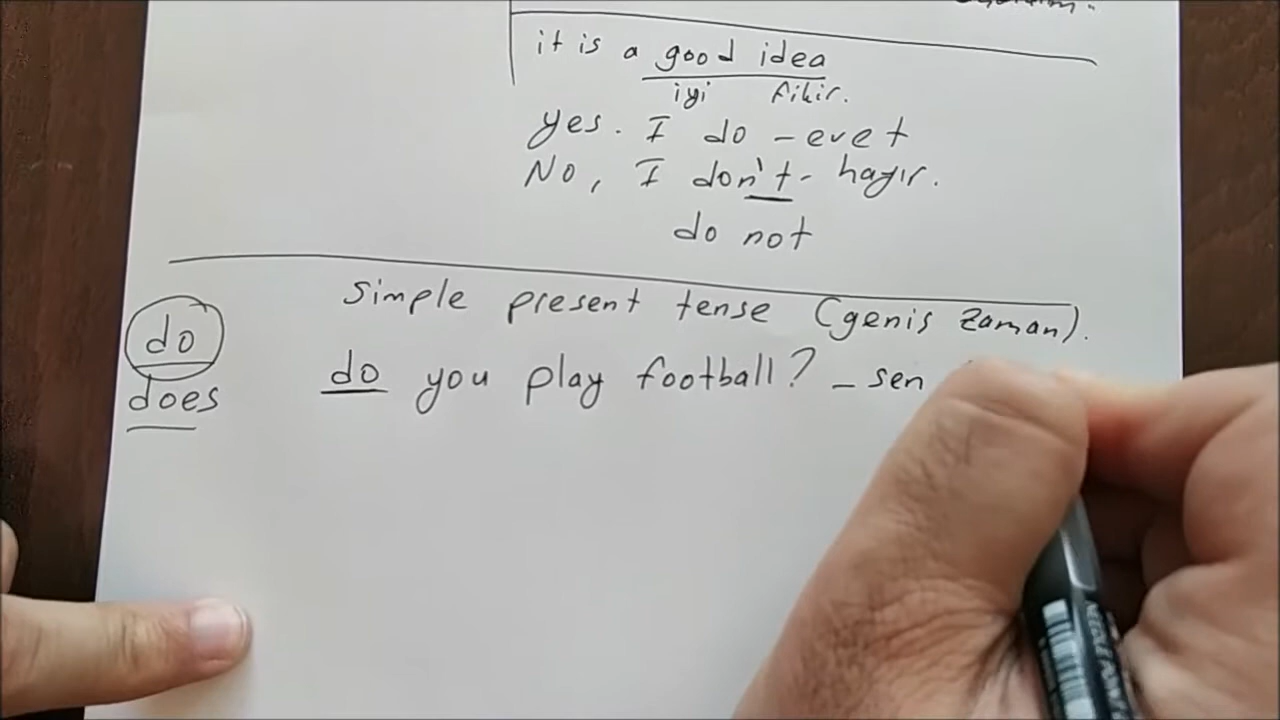 it is a good idea
iyi fikir.
yes. I do - evet
No, I don't - hayır.
do not
simple present tense (genis zaman).
do
does
do you play football? - sen